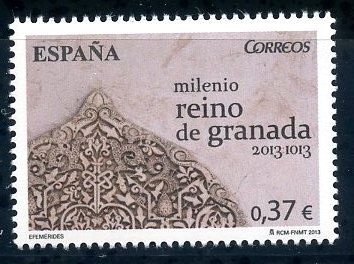 ESPAÑA
CORREOS
milenio
reino
de granada
2013·1013
0,37 €
EFEMÉRIDES
RCM-FNMT 2013